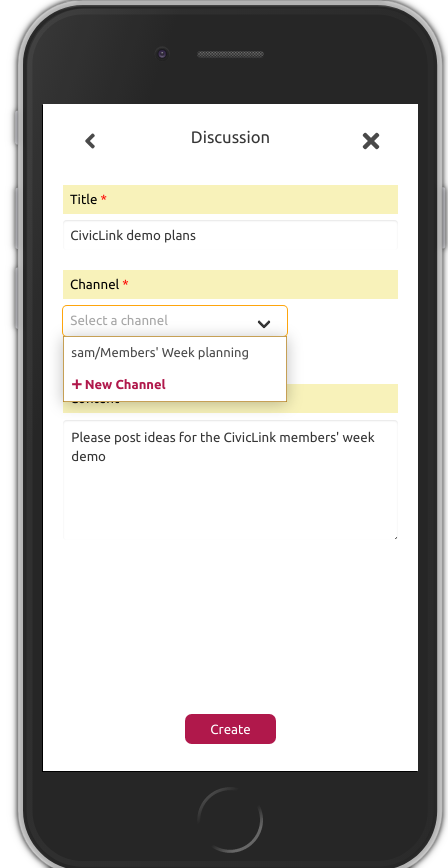 Discussion
Title *
CivicLink demo plans
Channel *
Select a channel
sam/Members' Week planning
+ New Channel
Please post ideas for the CivicLink members' week
demo
Create